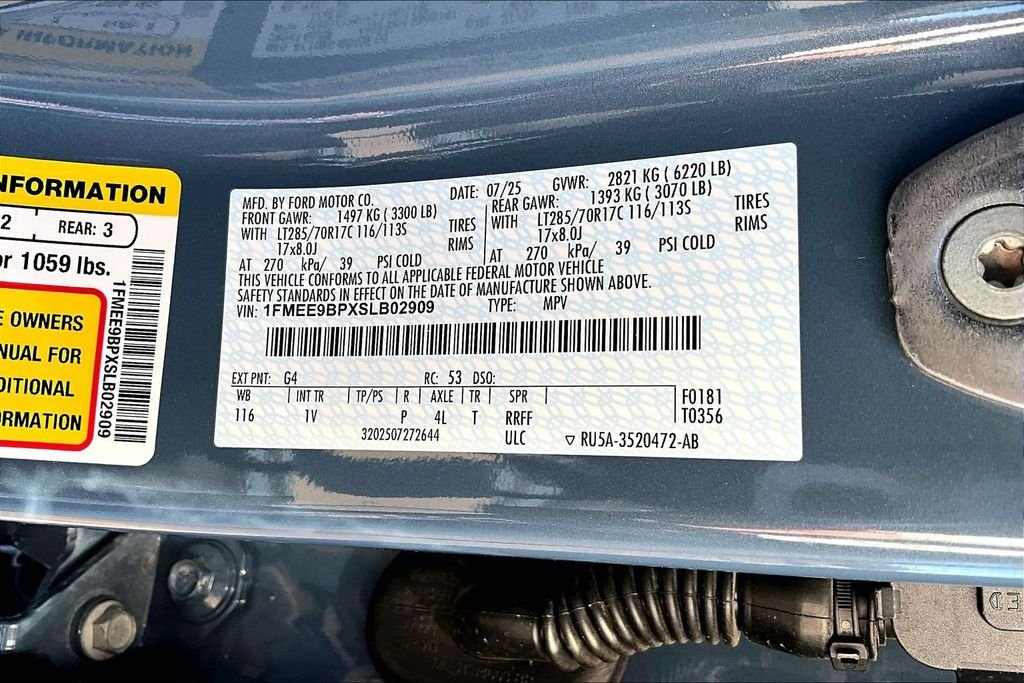 NFORMATION
2 REAR: 3
or 1059 lbs.
E OWNERS
NUAL FOR
DITIONAL
RMATION
1FMEE9BPXSLB02909
MFD. BY FORD MOTOR CO. DATE: 07/25 GVWR: 2821 KG ( 6220 LB)
FRONT GAWR: 1497 KG ( 3300 LB) REAR GAWR: 1393 KG ( 3070 LB)
WITH LT285/70R17C 116/113S TIRES WITH LT285/70R17C 116/113S TIRES
17x8.0J RIMS 17x8.0J RIMS
AT 270 kPa/ 39 PSI COLD AT 270 kPa/ 39 PSI COLD
THIS VEHICLE CONFORMS TO ALL APPLICABLE FEDERAL MOTOR VEHICLE
SAFETY STANDARDS IN EFFECT ON THE DATE OF MANUFACTURE SHOWN ABOVE.
VIN: 1FMEE9BPXSLB02909 TYPE: MPV
EXT PNT: G4 RC: 53 DSO:
WB INT TR TP/PS R AXLE TR SPR F0181
116 1V P 4L T RRFF T0356
3202507272644 ULC ▽ RU5A-3520472-AB